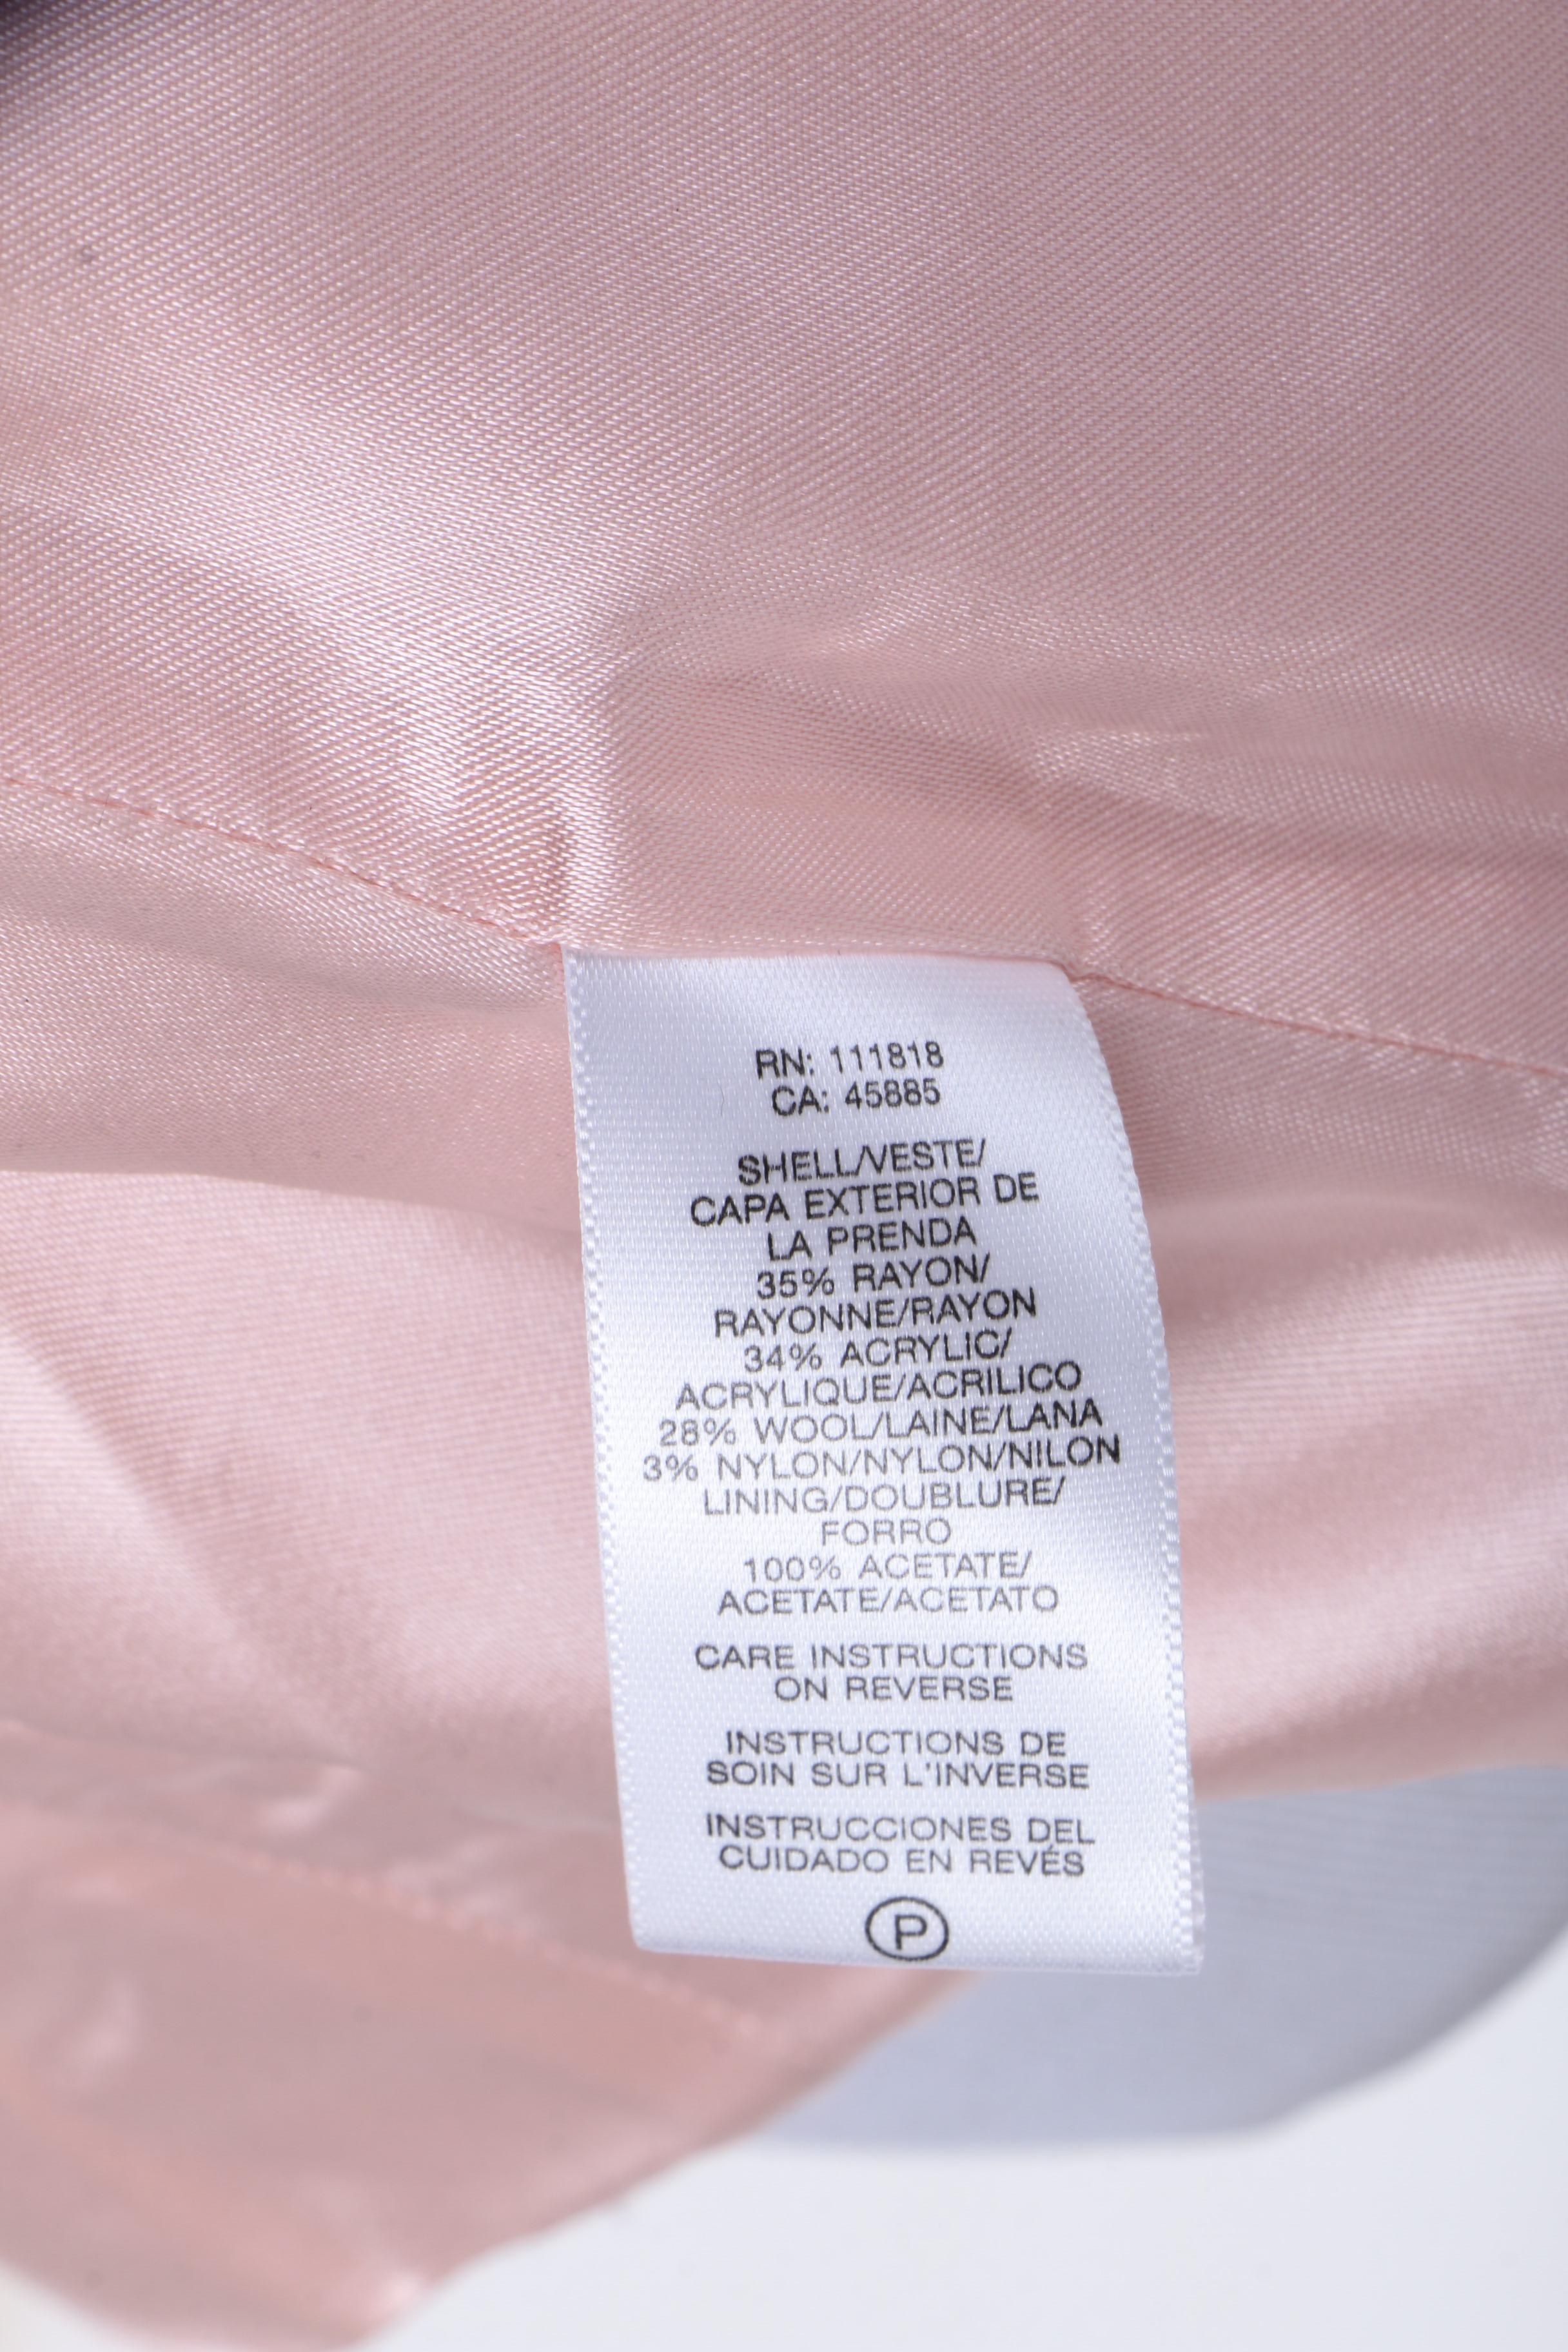 RN: 111818
CA: 45885
SHELL/VESTE/
CAPA EXTERIOR DE
LA PRENDA
35% RAYON/
RAYONNE/RAYON
34% ACRYLIC/
ACRYLIQUE/ACRILICO
28% WOOL/LAINE/LANA
3% NYLON/NYLON/NILON
LINING/DOUBLURE/
FORRO
100% ACETATE/
ACETATE/ACETATO
CARE INSTRUCTIONS
ON REVERSE
INSTRUCTIONS DE
SOIN SUR L'INVERSE
INSTRUCCIONES DEL
CUIDADO EN REVÉS
P